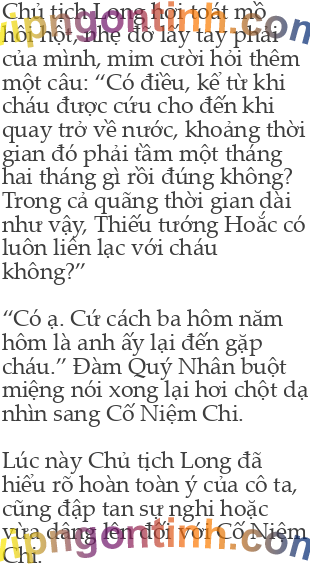 Chủ tịch Long hơi toát mồ
hôi hột, nhẹ đỡ lấy tay phải
của mình, mỉm cười hỏi thêm
một câu: “Có điều, kể từ khi
cháu được cứu cho đến khi
quay trở về nước, khoảng thời
gian đó phải tầm một tháng
hai tháng gì rồi đúng không?
Trong cả quãng thời gian dài
như vậy, Thiếu tướng Hoắc có
luôn liên lạc với cháu
không?”
“Có ạ. Cứ cách ba hôm năm
hôm là anh ấy lại đến gặp
cháu.” Đàm Quý Nhân buột
miệng nói xong lại hơi chột dạ
nhìn sang Cố Niệm Chi.
Lúc này Chủ tịch Long đã
hiểu rõ hoàn toàn ý của cô ta,
cũng đập tan sự nghi hoặc
vừa dâng lên đối với Cố Niệm
Chi.
vipngontinh.com
vipngontinh.com